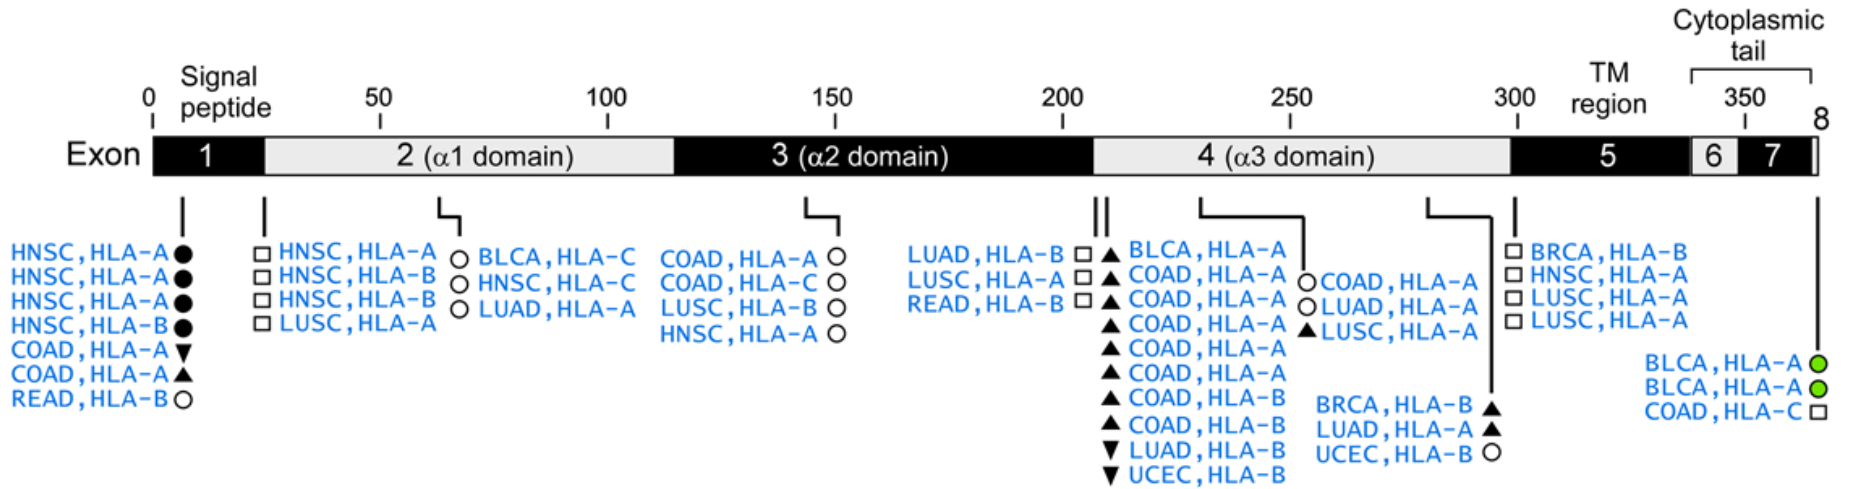 Cytoplasmic
tail
Signal
peptide
TM
region
0 50 100 150 200 250 300 350 8
Exon 1 2 (α1 domain) 3 (α2 domain) 4 (α3 domain) 5 6 7
HNSC,HLA-A
HNSC,HLA-A
HNSC,HLA-A
HNSC,HLA-B
COAD,HLA-A
COAD,HLA-A
READ,HLA-B
HNSC,HLA-A
HNSC,HLA-B
HNSC,HLA-B
LUSC,HLA-A
BLCA,HLA-C
HNSC,HLA-C
LUAD,HLA-A
COAD,HLA-A
COAD,HLA-C
LUSC,HLA-B
HNSC,HLA-A
LUAD,HLA-B
LUSC,HLA-A
READ,HLA-B
BLCA,HLA-A
COAD,HLA-A
COAD,HLA-A
COAD,HLA-A
COAD,HLA-A
COAD,HLA-A
COAD,HLA-B
COAD,HLA-B
LUAD,HLA-B
UCEC,HLA-B
COAD,HLA-A
LUAD,HLA-A
LUSC,HLA-A
BRCA,HLA-B
LUAD,HLA-A
UCEC,HLA-B
BRCA,HLA-B
HNSC,HLA-A
LUSC,HLA-A
LUSC,HLA-A
BLCA,HLA-A
BLCA,HLA-A
COAD,HLA-C